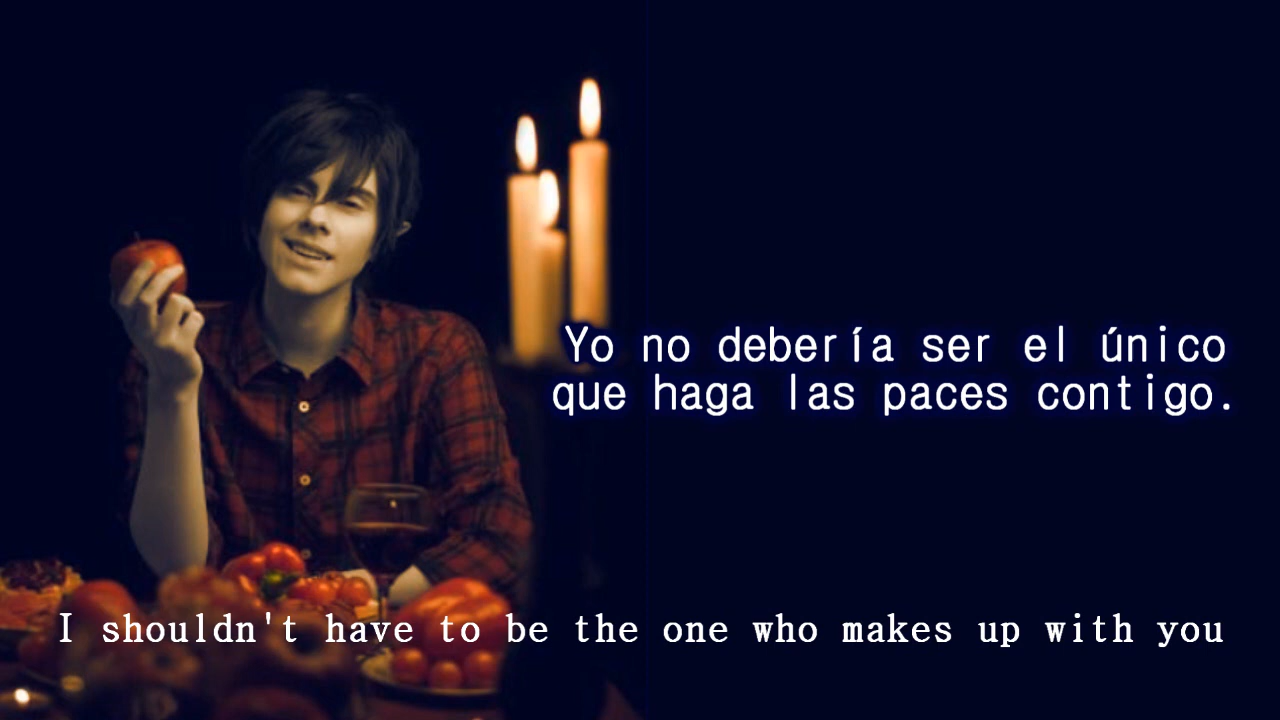 Yo no debería ser el único
que haga las paces contigo.
I shouldn't have to be the one who makes up with you